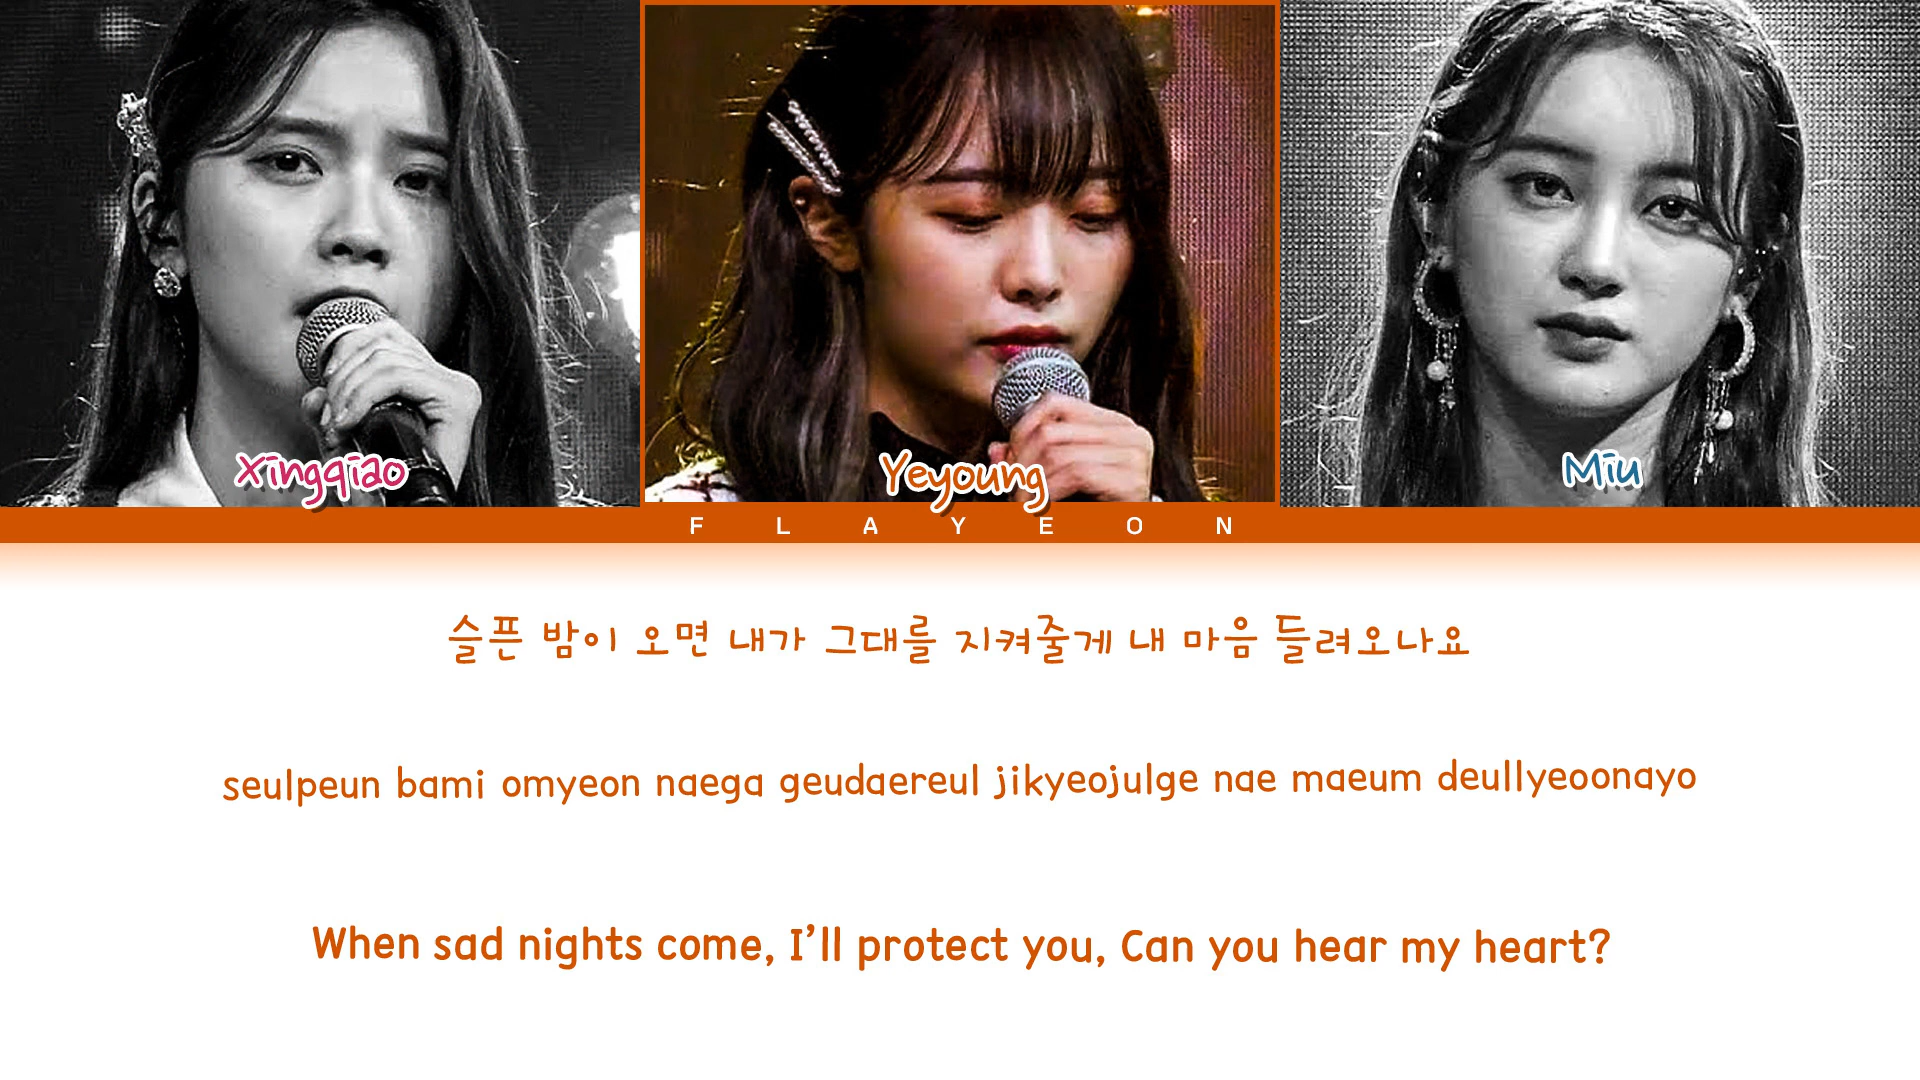 Xingqiao
Yeyoung
Miu
F L A Y E O N
슬픈 밤이 오면 내가 그대를 지켜줄게 내 마음 들려오나요
seulpeun bami omyeon naega geudaereul jikyeojulge nae maeum deullyeoonayo
When sad nights come, I’ll protect you, Can you hear my heart?